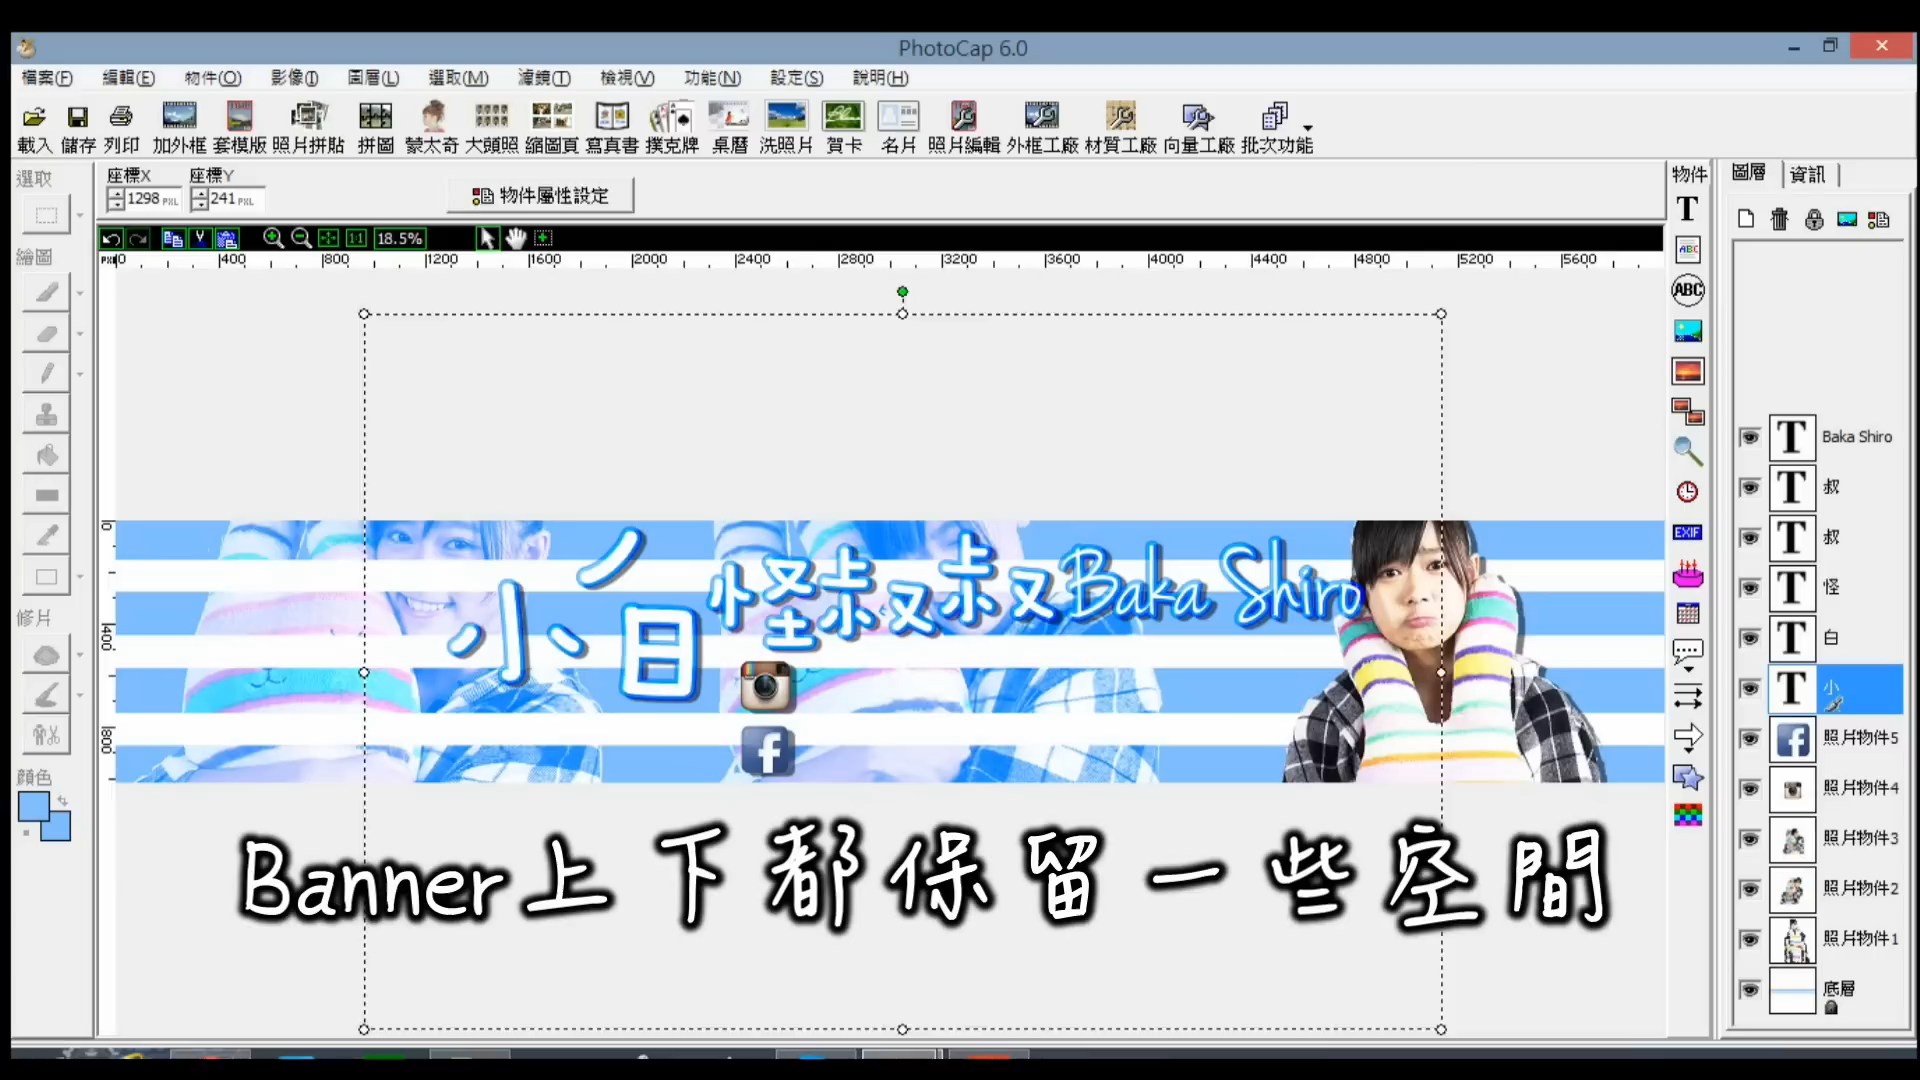 PhotoCap 6.0
檔案(F) 編輯(E) 物件(O) 影像(I) 圖層(L) 選取(M) 濾鏡(T) 檢視(V) 功能(N) 設定(S) 說明(H)
載入 儲存 列印 加外框 套模版 照片拼貼 拼圖 蒙太奇 大頭照 縮圖頁 寫真書 撲克牌 桌曆 洗照片 賀卡 名片 照片編輯 外框工廠 材質工廠 向量工廠 批次功能
選取 座標X 座標Y 物件 圖層 資訊
1298 PXL 241 PXL 物件屬性設定
1:1 18.5%
繪圖
PXL 0 400 800 1200 1600 2000 2400 2800 3200 3600 4000 4400 4800 5200 5600
T
ABC
ABC
EXIF
0
400
800
小白怪叔叔Baka Shiro
f
修片
顏色
T Baka Shiro
T 叔
T 叔
T 怪
T 白
T 小
f 照片物件5
照片物件4
照片物件3
照片物件2
照片物件1
底層
Banner上下都保留一些空間